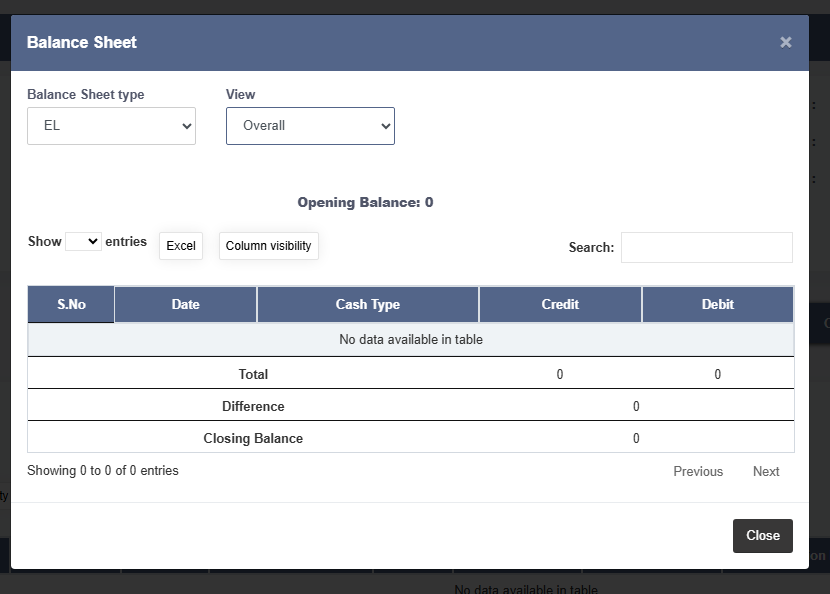 Balance Sheet ×
Balance Sheet type View
EL Overall
Opening Balance: 0
Show entries Excel Column visibility Search:
S.No Date Cash Type Credit Debit
No data available in table
Total 0 0
Difference 0
Closing Balance 0
Showing 0 to 0 of 0 entries Previous Next
Close
on
No data available in table